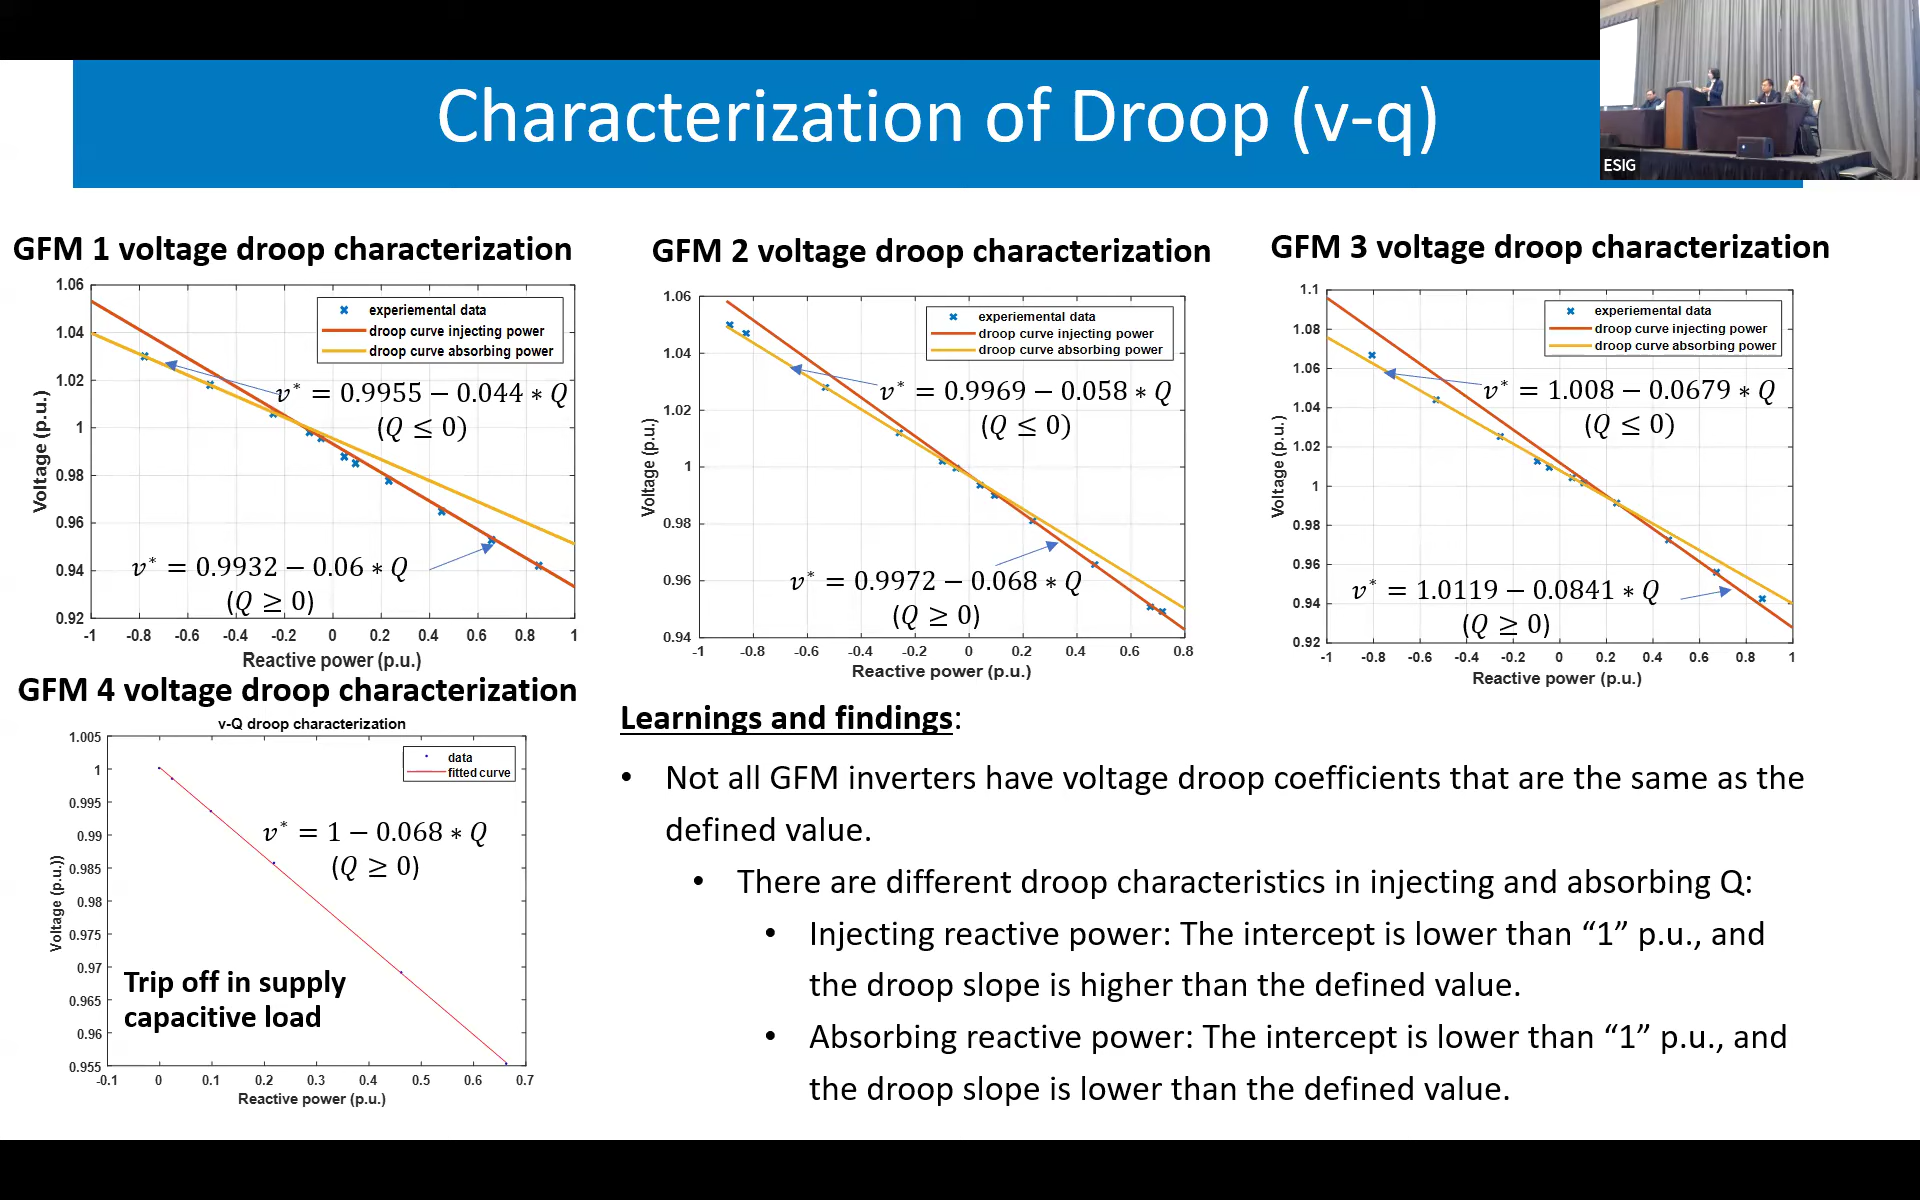 Characterization of Droop (v-q)
ESIG
GFM 1 voltage droop characterization
1.06
1.04
1.02
1
0.98
0.96
0.94
0.92
Voltage (p.u.)
experiemental data
droop curve injecting power
droop curve absorbing power
v* = 0.9955 − 0.044 ∗ Q
(Q ≤ 0)
v* = 0.9932 − 0.06 ∗ Q
(Q ≥ 0)
-1 -0.8 -0.6 -0.4 -0.2 0 0.2 0.4 0.6 0.8 1
Reactive power (p.u.)
GFM 2 voltage droop characterization
1.06
1.04
1.02
1
0.98
0.96
0.94
Voltage (p.u.)
experiemental data
droop curve injecting power
droop curve absorbing power
v* = 0.9969 − 0.058 ∗ Q
(Q ≤ 0)
v* = 0.9972 − 0.068 ∗ Q
(Q ≥ 0)
-1 -0.8 -0.6 -0.4 -0.2 0 0.2 0.4 0.6 0.8
Reactive power (p.u.)
GFM 3 voltage droop characterization
1.1
1.08
1.06
1.04
1.02
1
0.98
0.96
0.94
0.92
Voltage (p.u.)
experiemental data
droop curve injecting power
droop curve absorbing power
v* = 1.008 − 0.0679 ∗ Q
(Q ≤ 0)
v* = 1.0119 − 0.0841 ∗ Q
(Q ≥ 0)
-1 -0.8 -0.6 -0.4 -0.2 0 0.2 0.4 0.6 0.8 1
Reactive power (p.u.)
GFM 4 voltage droop characterization
v-Q droop characterization
1.005
1
0.995
0.99
0.985
0.98
0.975
0.97
0.965
0.96
0.955
Voltage (p.u.))
data
fitted curve
v* = 1 − 0.068 ∗ Q
(Q ≥ 0)
Trip off in supply
capacitive load
-0.1 0 0.1 0.2 0.3 0.4 0.5 0.6 0.7
Reactive power (p.u.)
Learnings and findings:
• Not all GFM inverters have voltage droop coefficients that are the same as the
defined value.
• There are different droop characteristics in injecting and absorbing Q:
• Injecting reactive power: The intercept is lower than “1” p.u., and
the droop slope is higher than the defined value.
• Absorbing reactive power: The intercept is lower than “1” p.u., and
the droop slope is lower than the defined value.